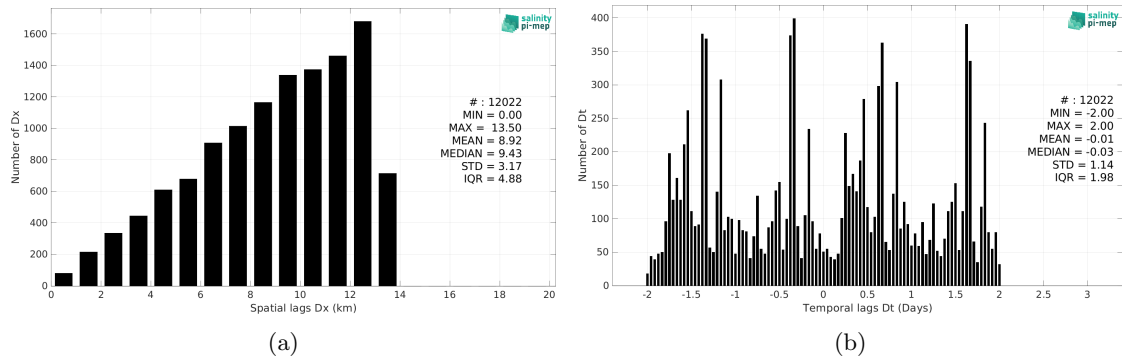 1600
1400
1200
1000
800
600
400
200
0
Number of Dx
0 2 4 6 8 10 12 14 16 18 20
Spatial lags Dx (km)
salinity
pi-mep
# : 12022
MIN = 0.00
MAX = 13.50
MEAN = 8.92
MEDIAN = 9.43
STD = 3.17
IQR = 4.88
(a)
400
350
300
250
200
150
100
50
0
Number of Dt
-2 -1.5 -1 -0.5 0 0.5 1 1.5 2 2.5 3
Temporal lags Dt (Days)
salinity
pi-mep
# : 12022
MIN = -2.00
MAX = 2.00
MEAN = -0.01
MEDIAN = -0.03
STD = 1.14
IQR = 1.98
(b)